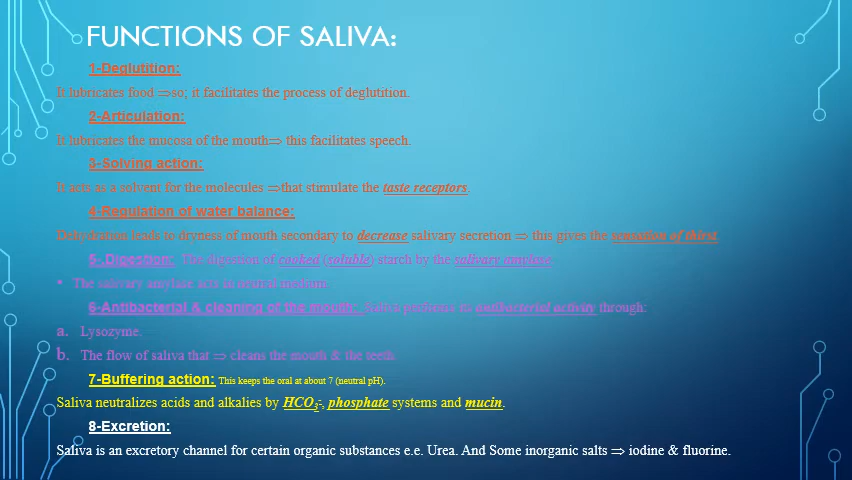 FUNCTIONS OF SALIVA:
1-Deglutition:
It lubricates food ⇒so; it facilitates the process of deglutition.
2-Articulation:
It lubricates the mucosa of the mouth⇒ this facilitates speech.
3-Solving action:
It acts as a solvent for the molecules ⇒that stimulate the taste receptors.
4-Regulation of water balance:
Dehydration leads to dryness of mouth secondary to decrease salivary secretion ⇒ this gives the sensation of thirst.
5-.Digestion: The digestion of cooked (soluble) starch by the salivary amylase.
• The salivary amylase acts in neutral medium.
6-Antibacterial & cleaning of the mouth: Saliva produces its antibacterial activity through:
a. Lysozyme.
b. The flow of saliva that ⇒ cleans the mouth & the teeth.
7-Buffering action: This keeps the oral at about 7 (neutral pH).
Saliva neutralizes acids and alkalies by HCO3-, phosphate systems and mucin.
8-Excretion:
Saliva is an excretory channel for certain organic substances e.e. Urea. And Some inorganic salts ⇒ iodine & fluorine.